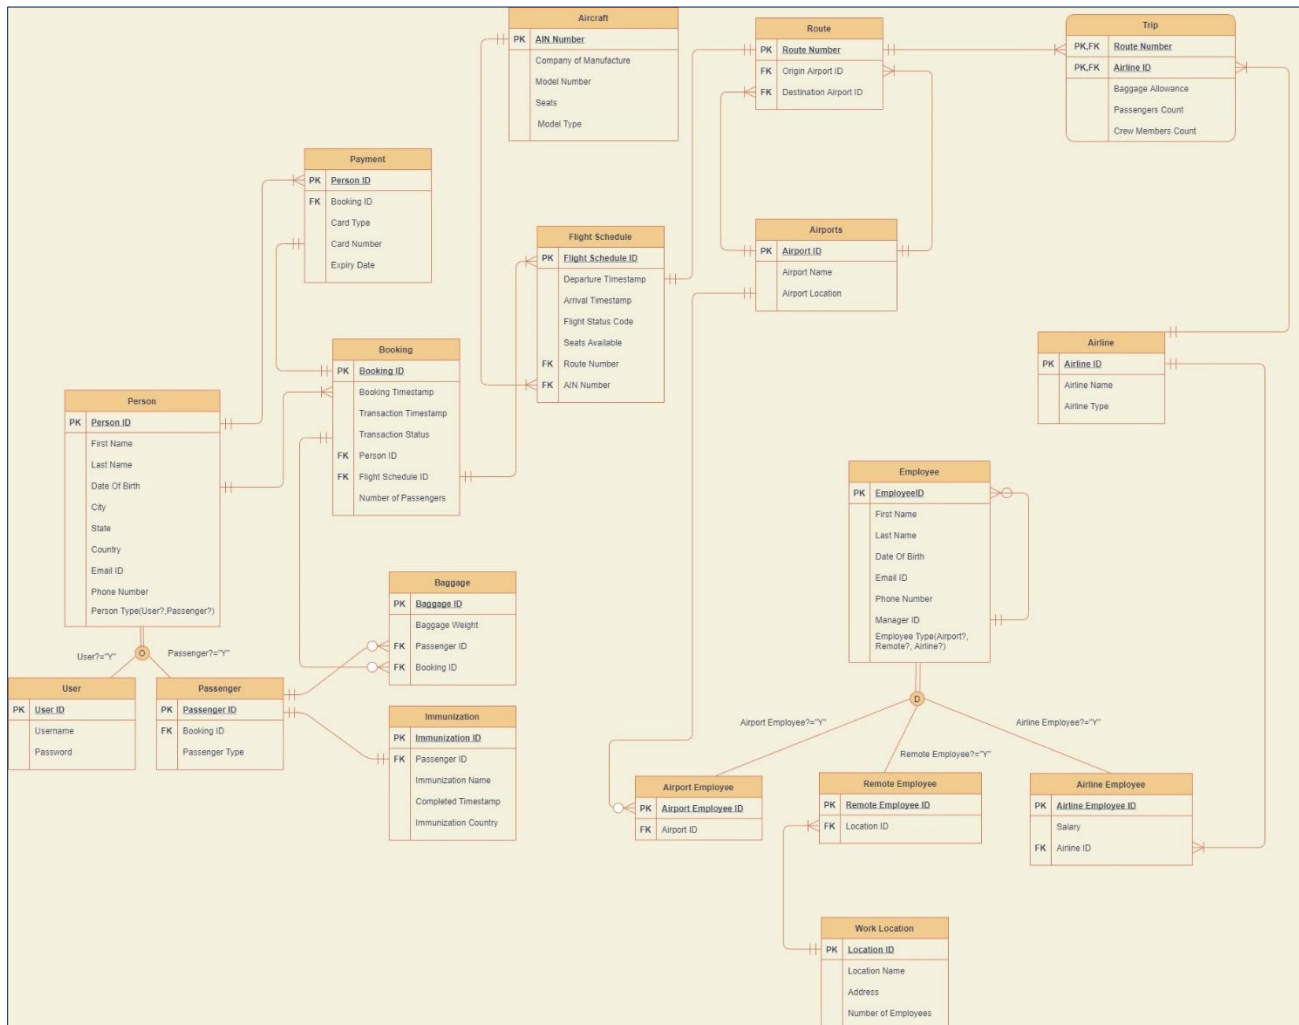 Aircraft
PK AIN Number
Company of Manufacture
Model Number
Seats
Model Type
Route
PK Route Number
FK Origin Airport ID
FK Destination Airport ID
Trip
PK,FK Route Number
PK,FK Airline ID
Baggage Allowance
Passengers Count
Crew Members Count
Payment
PK Person ID
FK Booking ID
Card Type
Card Number
Expiry Date
Flight Schedule
PK Flight Schedule ID
Departure TImestamp
Arrival Timestamp
Flight Status Code
Seats Available
FK Route Number
FK AIN Number
Airports
PK Airport ID
Airport Name
Airport Location
Booking
PK Booking ID
Booking Timestamp
Transaction Timestamp
Transaction Status
FK Person ID
FK Flight Schedule ID
Number of Passengers
Airline
PK Airline ID
Airline Name
Airline Type
Person
PK Person ID
First Name
Last Name
Date Of Birth
City
State
Country
Email ID
Phone Number
Person Type(User?,Passenger?)
Employee
PK EmployeeID
First Name
Last Name
Date Of Birth
Email ID
Phone Number
Manager ID
Employee Type(Airport?,
Remote?, Airline?)
Baggage
PK Baggage ID
Baggage Weight
FK Passenger ID
FK Booking ID
User?="Y"
O
Passenger?="Y"
User
PK User ID
Username
Password
Passenger
PK Passenger ID
FK Booking ID
Passenger Type
Immunization
PK Immunization ID
FK Passenger ID
Immunization Name
Completed Timestamp
Immunization Country
D
Airport Employee?="Y"
Remote Employee?="Y"
Airline Employee?="Y"
Airport Employee
PK Airport Employee ID
FK Airport ID
Remote Employee
PK Remote Employee ID
FK Location ID
Airline Employee
PK Airline Employee ID
Salary
FK Airline ID
Work Location
PK Location ID
Location Name
Address
Number of Employees